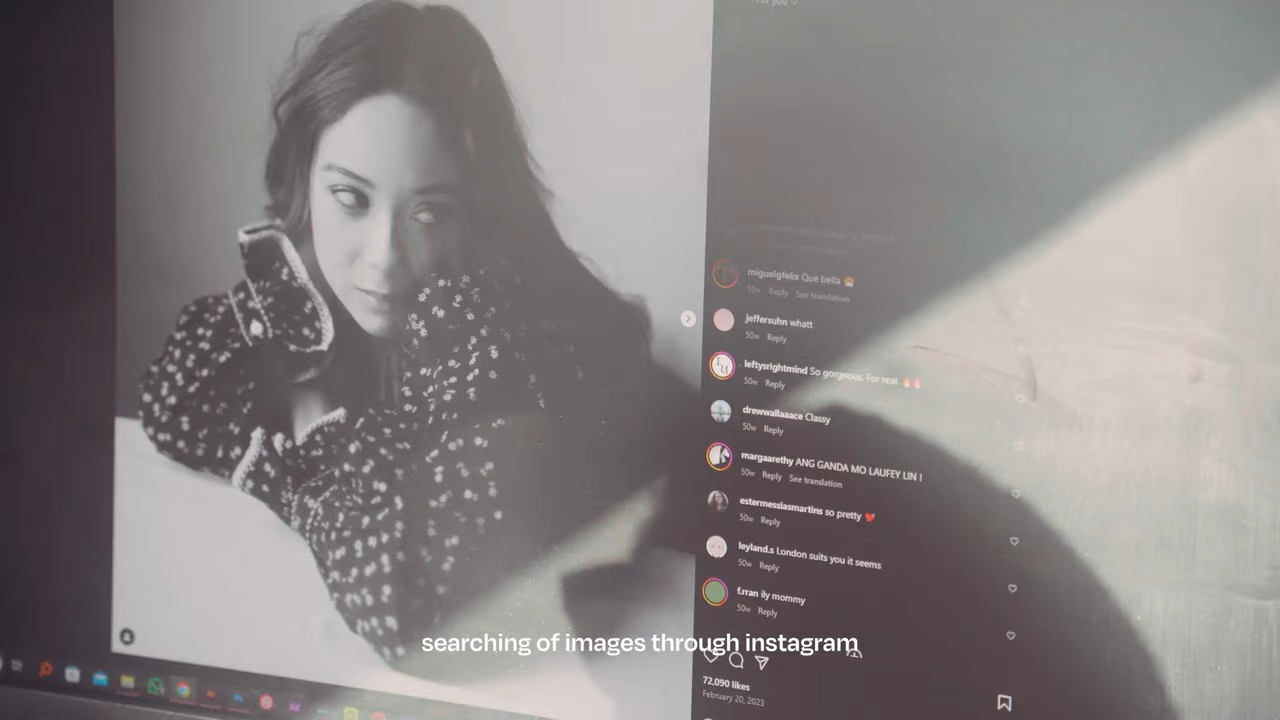 For you
miguelgfelix Que bella 🙈
50w Reply See translation
jeffersuhn whatt
50w Reply
leftysrightmind So gorgeous. For real. 🔥🔥
50w Reply
drewwallaaace Classy
50w Reply
margaarethy ANG GANDA MO LAUFEY LIN !
50w Reply See translation
estermessiasmartins so pretty ❤️
50w Reply
leyland.s London suits you it seems
50w Reply
f.rran ily mommy
50w Reply
searching of images through instagram
72,090 likes
February 20, 2023